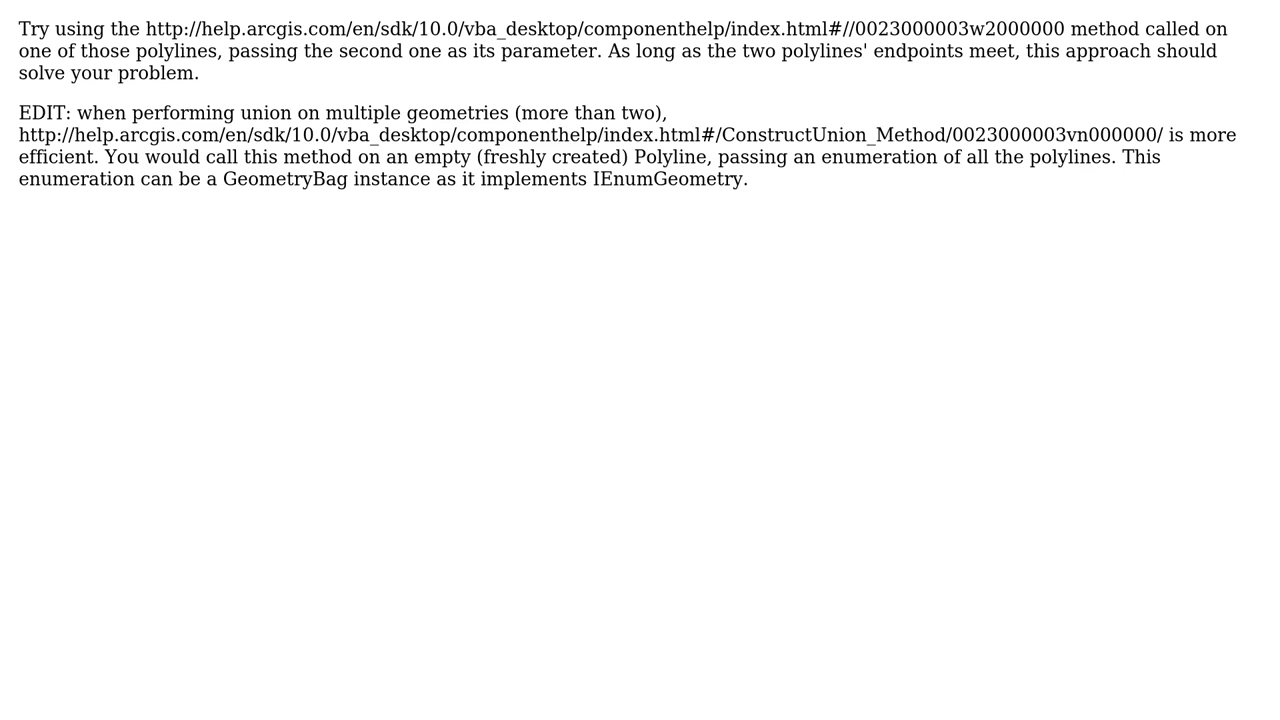 Try using the http://help.arcgis.com/en/sdk/10.0/vba_desktop/componenthelp/index.html#//0023000003w2000000 method called on
one of those polylines, passing the second one as its parameter. As long as the two polylines' endpoints meet, this approach should
solve your problem.
EDIT: when performing union on multiple geometries (more than two),
http://help.arcgis.com/en/sdk/10.0/vba_desktop/componenthelp/index.html#/ConstructUnion_Method/0023000003vn000000/ is more
efficient. You would call this method on an empty (freshly created) Polyline, passing an enumeration of all the polylines. This
enumeration can be a GeometryBag instance as it implements IEnumGeometry.